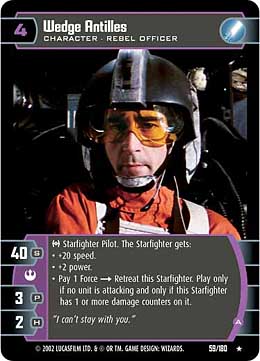 4 Wedge Antilles
CHARACTER - REBEL OFFICER
Starfighter Pilot. The Starfighter gets:
• +20 speed.
• +2 power.
40 S
• Pay 1 Force → Retreat this Starfighter. Play only
if no unit is attacking and only if this Starfighter
has 1 or more damage counters on it.
3 P
"I can't stay with you."
2 H
A
© 2002 LUCASFILM LTD. & ® OR TM. GAME DESIGN: WIZARDS. 59/180 ★